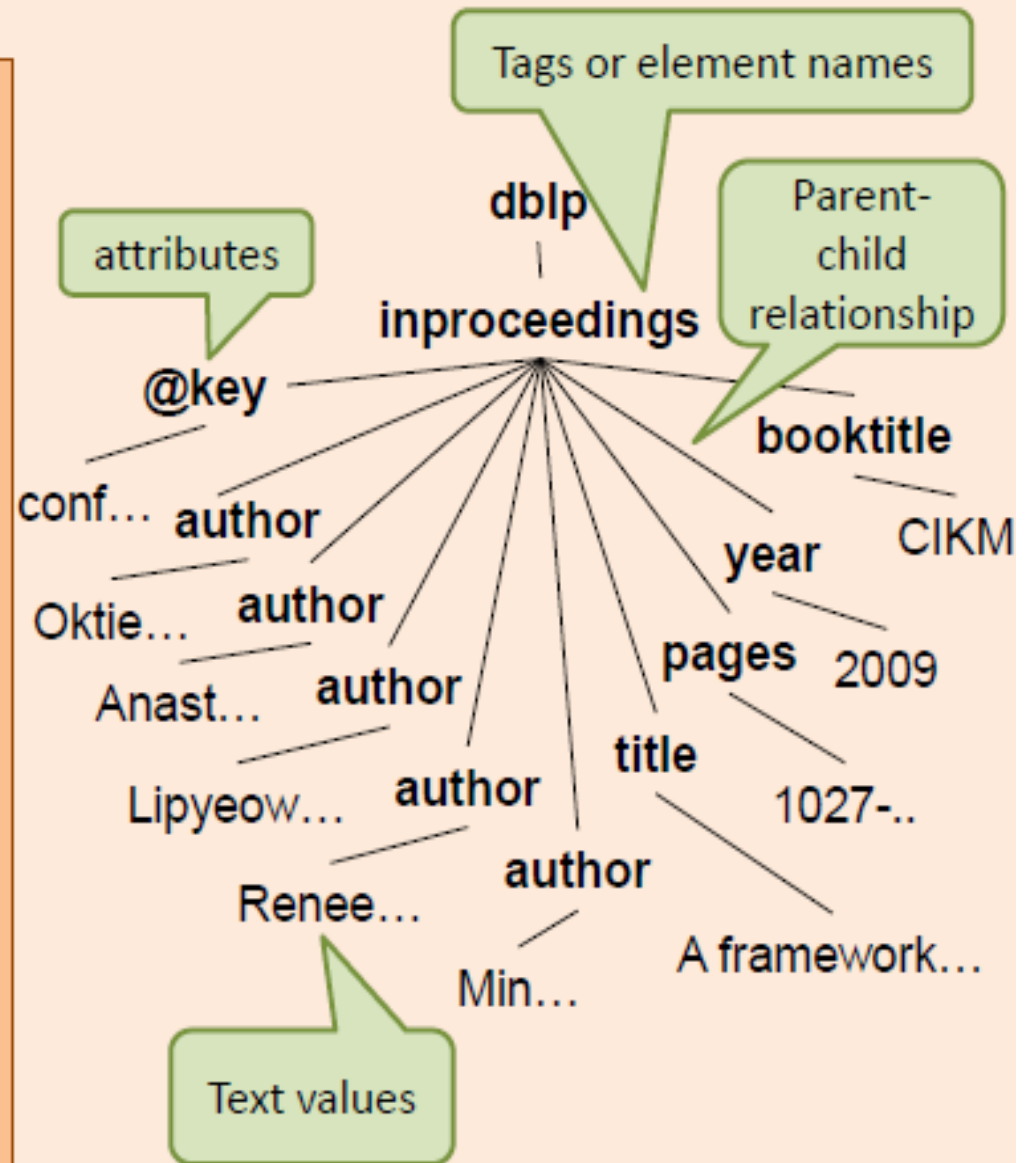 Tags or element names
dblp
Parent-
child
relationship
attributes
inproceedings
@key
booktitle
conf…
author
CIKM
year
Oktie…
author
pages
2009
Anast…
author
title
Lipyeow…
author
1027-..
author
Renee…
A framework…
Min…
Text values